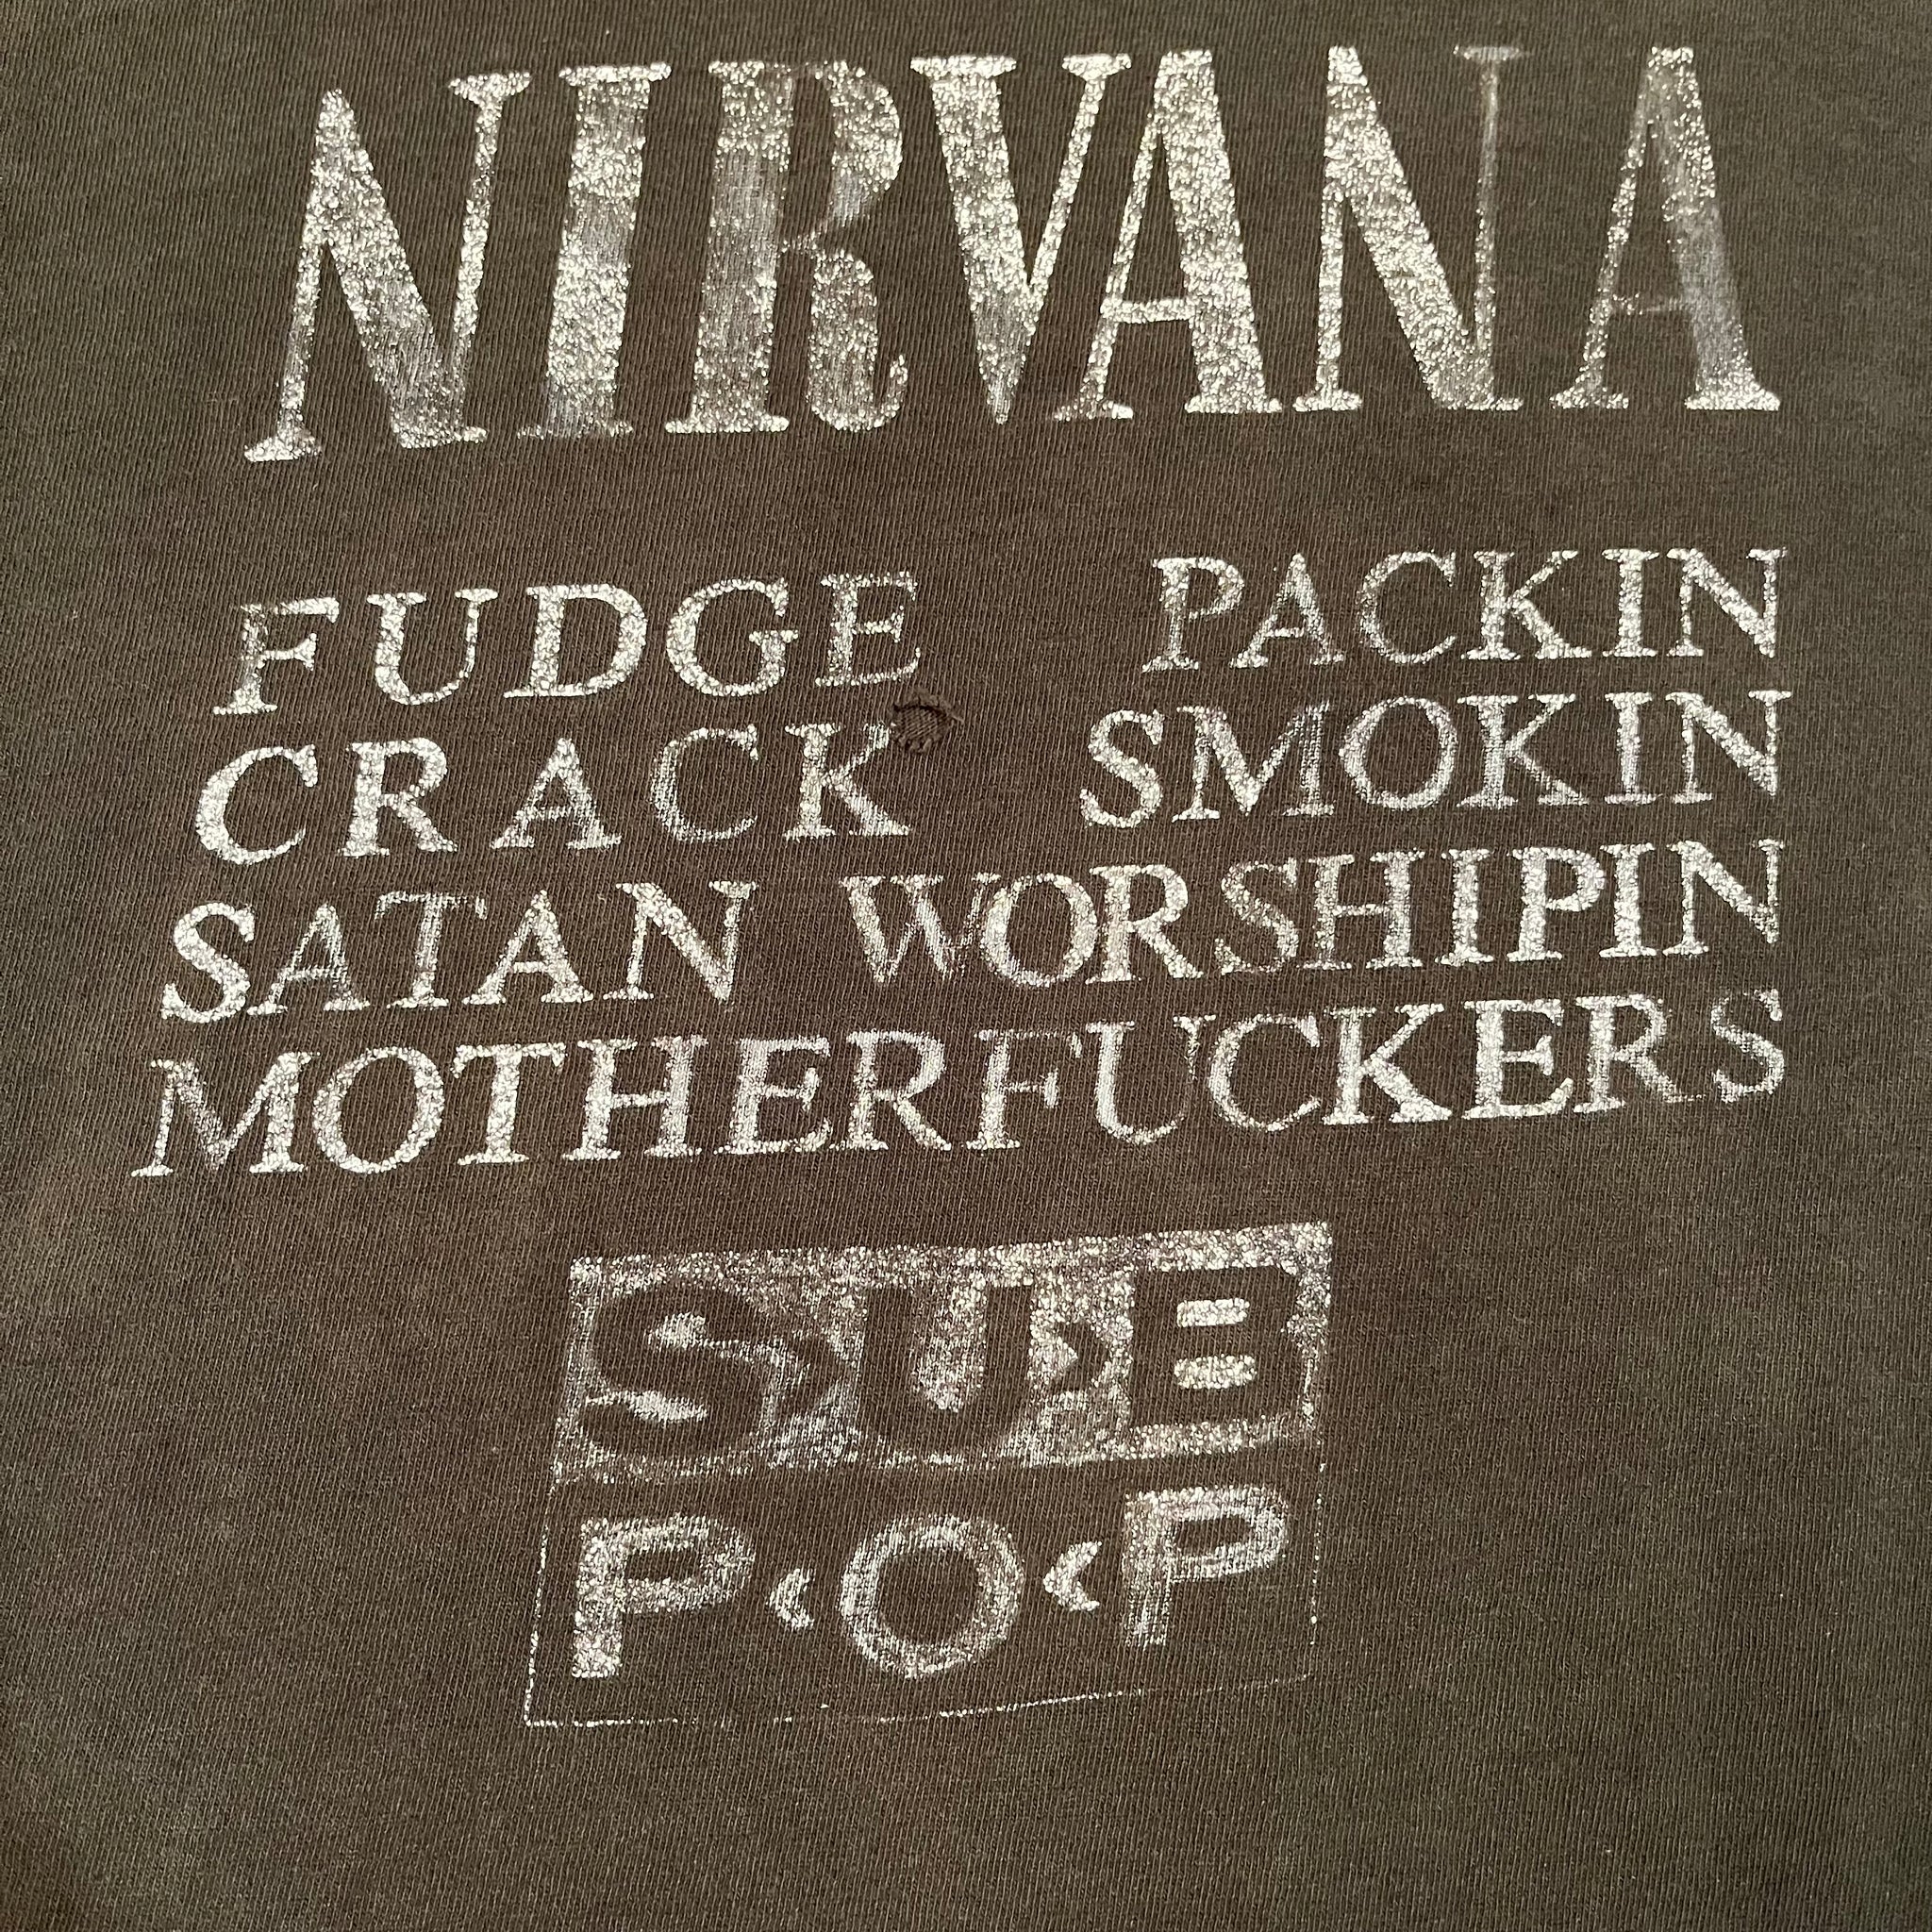 NIRVANA
FUDGE PACKIN
CRACK SMOKIN
SATAN WORSHIPIN
MOTHERFUCKERS
SUB
POP